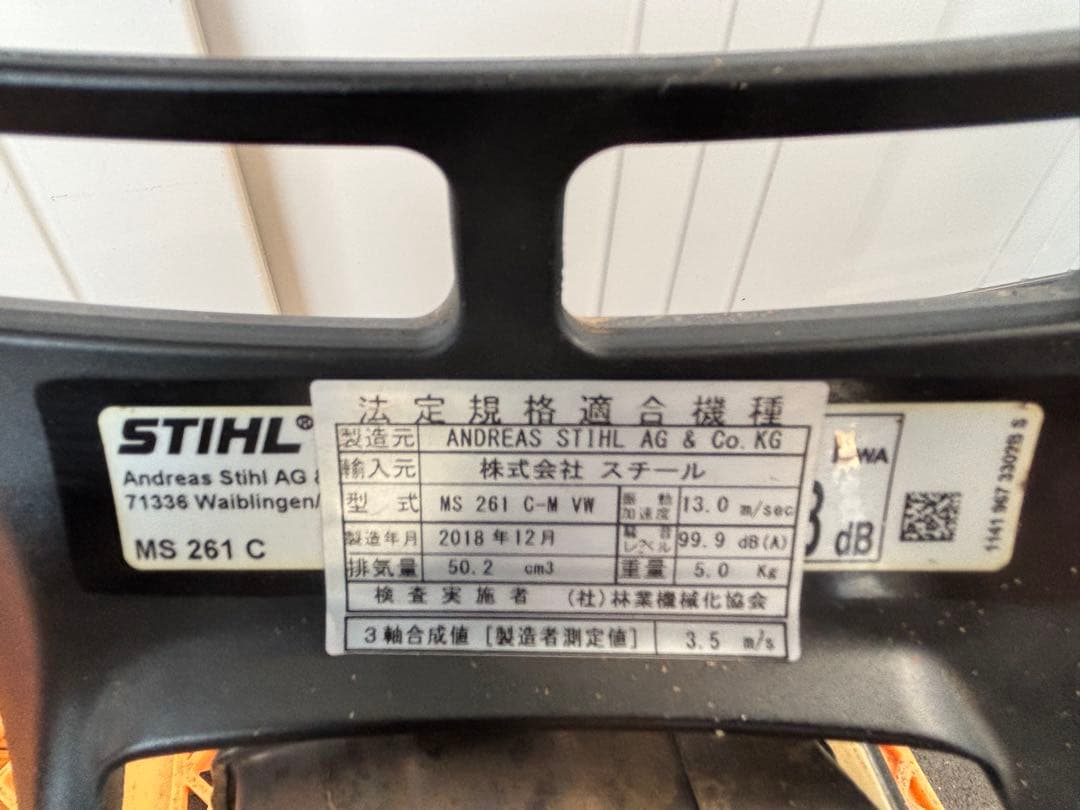 STIHL®
Andreas Stihl AG &
71336 Waiblingen/
MS 261 C
法定規格適合機種
製造元 ANDREAS STIHL AG & Co.KG
輸入元 株式会社 スチール
型式 MS 261 C-M VW 振動加速度 13.0 m/sec
製造年月 2018年12月 騒音レベル 99.9 dB(A)
排気量 50.2 cm3 重量 5.0 Kg
検査実施者 (社)林業機械化協会
3軸合成値 [製造者測定値] 3.5 m²/s
WA
dB
1141 967 3302/B S